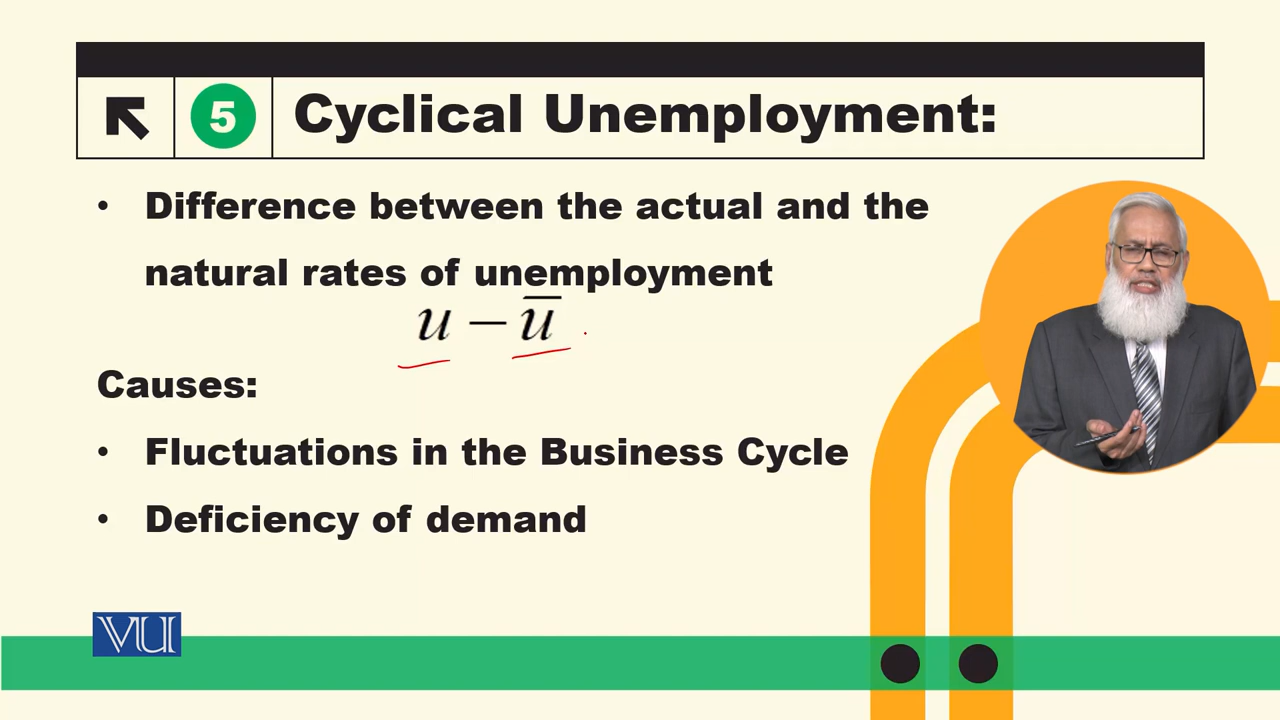 5 Cyclical Unemployment:
• Difference between the actual and the
natural rates of unemployment
u − u̅
Causes:
• Fluctuations in the Business Cycle
• Deficiency of demand
VU